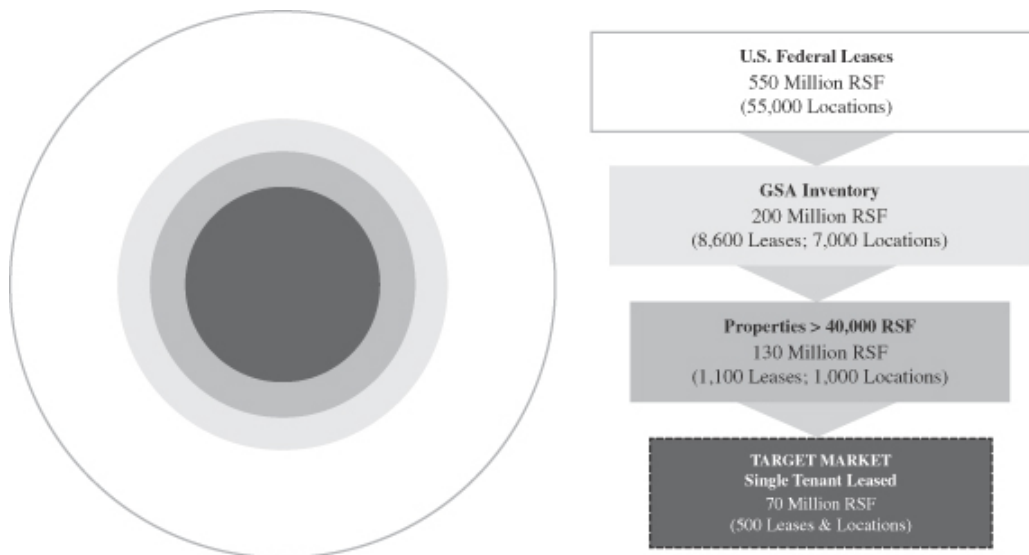 U.S. Federal Leases
550 Million RSF
(55,000 Locations)
GSA Inventory
200 Million RSF
(8,600 Leases; 7,000 Locations)
Properties > 40,000 RSF
130 Million RSF
(1,100 Leases; 1,000 Locations)
TARGET MARKET
Single Tenant Leased
70 Million RSF
(500 Leases & Locations)